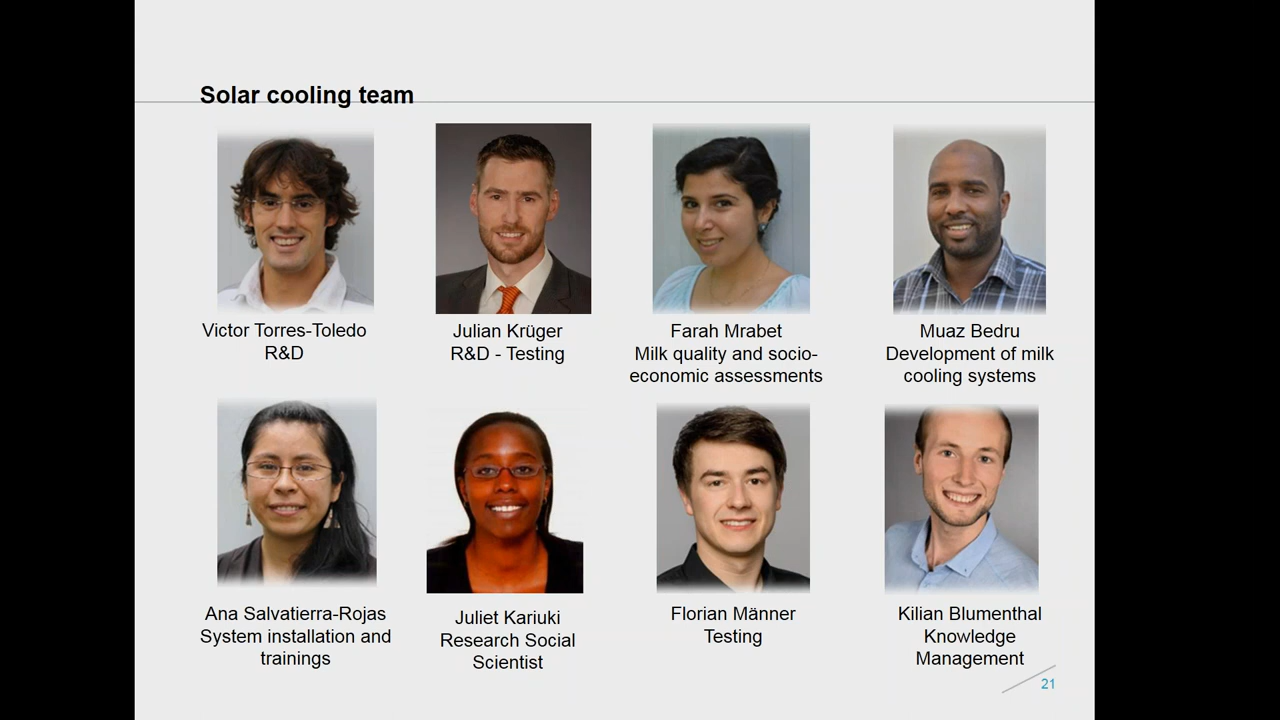 Solar cooling team
Victor Torres-Toledo
R&D
Julian Krüger
R&D - Testing
Farah Mrabet
Milk quality and socio-
economic assessments
Muaz Bedru
Development of milk
cooling systems
Ana Salvatierra-Rojas
System installation and
trainings
Juliet Kariuki
Research Social
Scientist
Florian Männer
Testing
Kilian Blumenthal
Knowledge
Management
21